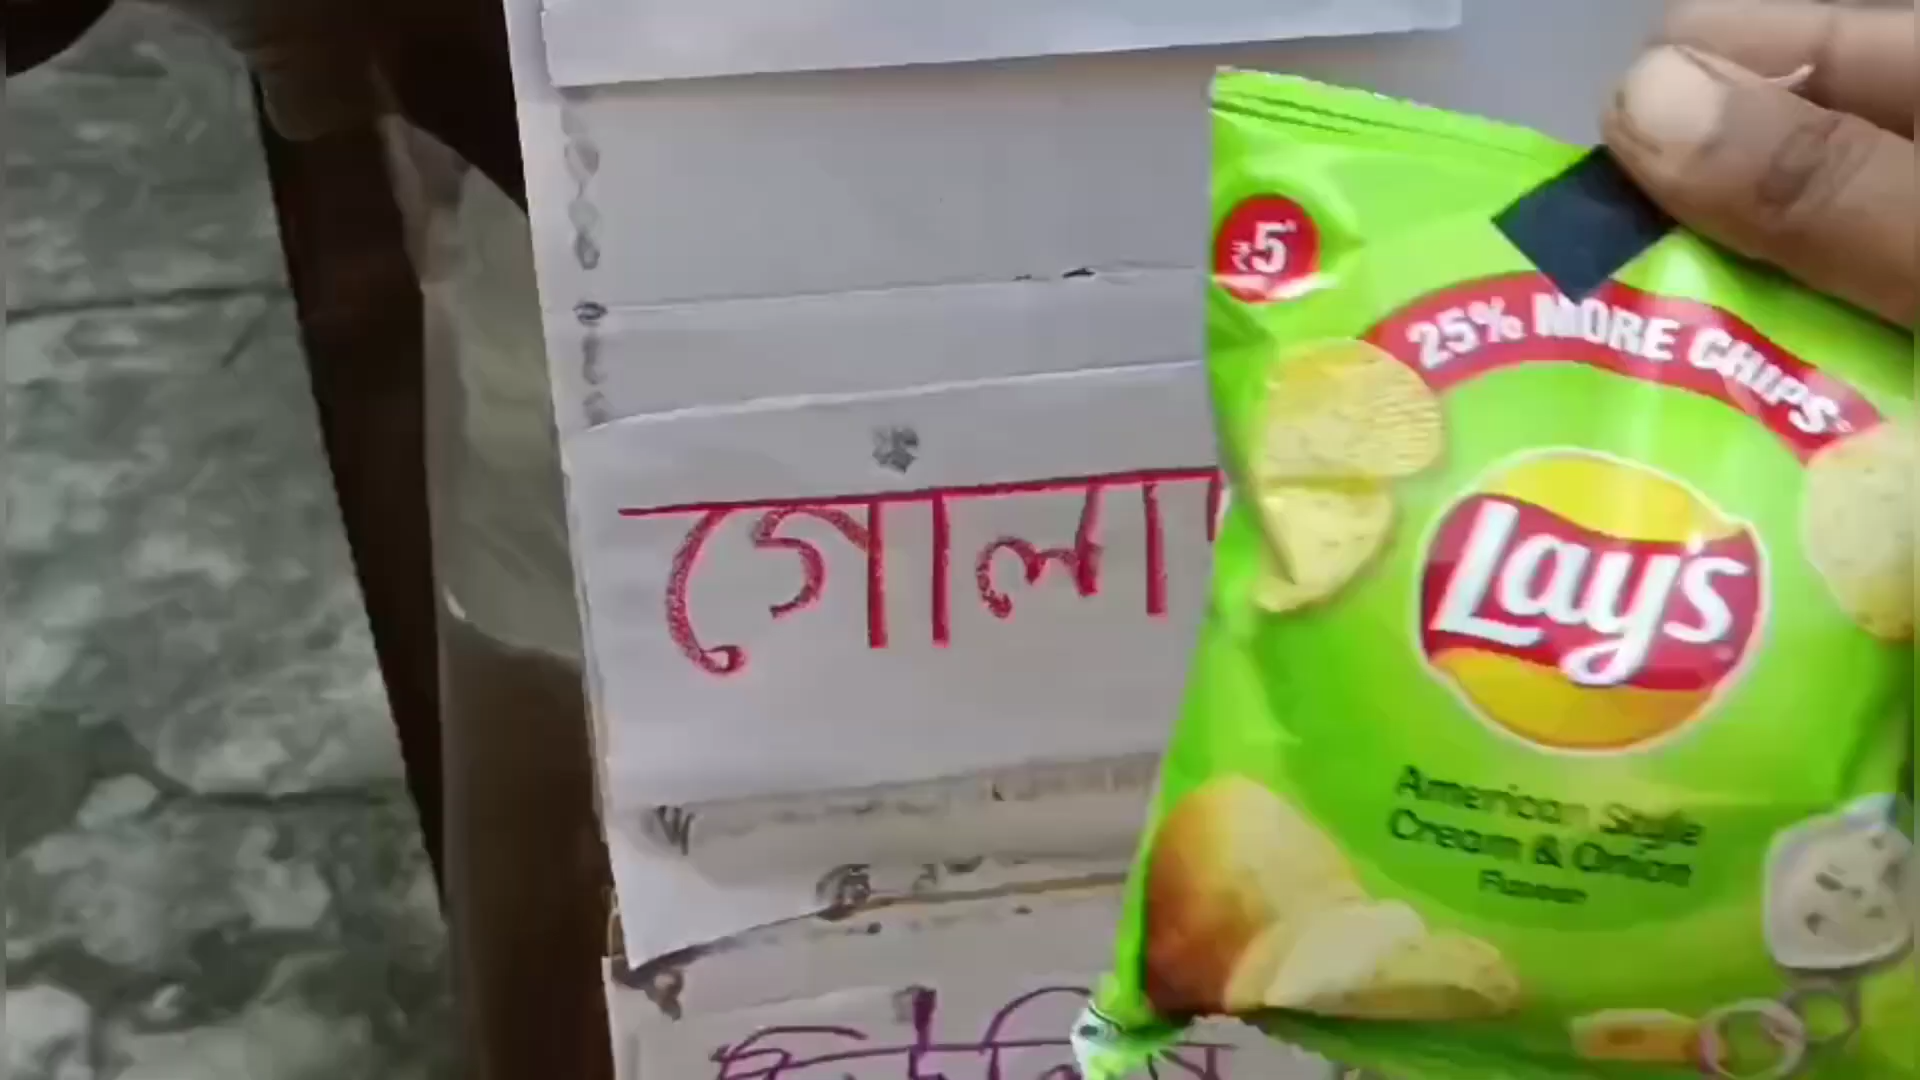 গোলা
₹5
25% MORE CHIPS
Lay's
American Style
Cream & Onion
Flavour